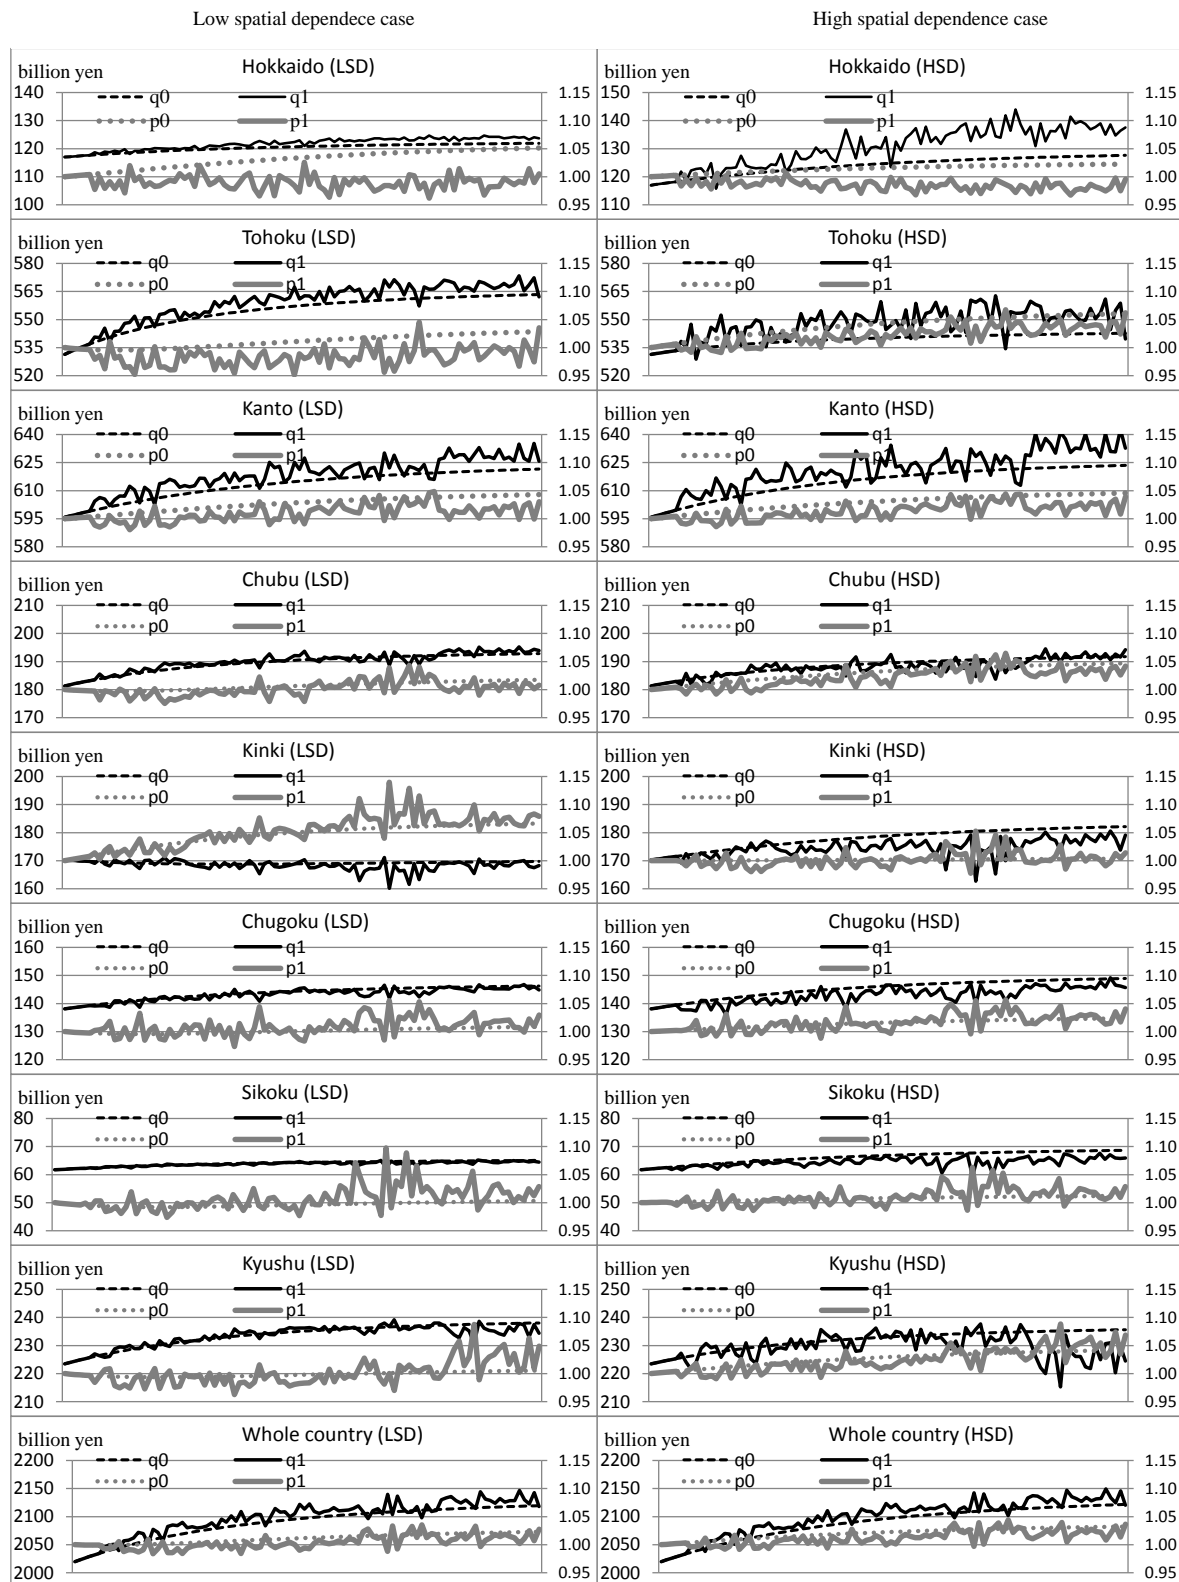 Low spatial dependece case
High spatial dependence case
billion yen
Hokkaido (LSD)
q0
q1
p0
p1
140
130
120
110
100
1.15
1.10
1.05
1.00
0.95
billion yen
Hokkaido (HSD)
q0
q1
p0
p1
150
140
130
120
110
1.15
1.10
1.05
1.00
0.95
billion yen
Tohoku (LSD)
q0
q1
p0
p1
580
565
550
535
520
1.15
1.10
1.05
1.00
0.95
billion yen
Tohoku (HSD)
q0
q1
p0
p1
580
565
550
535
520
1.15
1.10
1.05
1.00
0.95
billion yen
Kanto (LSD)
q0
q1
p0
p1
640
625
610
595
580
1.15
1.10
1.05
1.00
0.95
billion yen
Kanto (HSD)
q0
q1
p0
p1
640
625
610
595
580
1.15
1.10
1.05
1.00
0.95
billion yen
Chubu (LSD)
q0
q1
p0
p1
210
200
190
180
170
1.15
1.10
1.05
1.00
0.95
billion yen
Chubu (HSD)
q0
q1
p0
p1
210
200
190
180
170
1.15
1.10
1.05
1.00
0.95
billion yen
Kinki (LSD)
q0
q1
p0
p1
200
190
180
170
160
1.15
1.10
1.05
1.00
0.95
billion yen
Kinki (HSD)
q0
q1
p0
p1
200
190
180
170
160
1.15
1.10
1.05
1.00
0.95
billion yen
Chugoku (LSD)
q0
q1
p0
p1
160
150
140
130
120
1.15
1.10
1.05
1.00
0.95
billion yen
Chugoku (HSD)
q0
q1
p0
p1
160
150
140
130
120
1.15
1.10
1.05
1.00
0.95
billion yen
Sikoku (LSD)
q0
q1
p0
p1
80
70
60
50
40
1.15
1.10
1.05
1.00
0.95
billion yen
Sikoku (HSD)
q0
q1
p0
p1
80
70
60
50
40
1.15
1.10
1.05
1.00
0.95
billion yen
Kyushu (LSD)
q0
q1
p0
p1
250
240
230
220
210
1.15
1.10
1.05
1.00
0.95
billion yen
Kyushu (HSD)
q0
q1
p0
p1
250
240
230
220
210
1.15
1.10
1.05
1.00
0.95
billion yen
Whole country (LSD)
q0
q1
p0
p1
2200
2150
2100
2050
2000
1.15
1.10
1.05
1.00
0.95
billion yen
Whole country (HSD)
q0
q1
p0
p1
2200
2150
2100
2050
2000
1.15
1.10
1.05
1.00
0.95